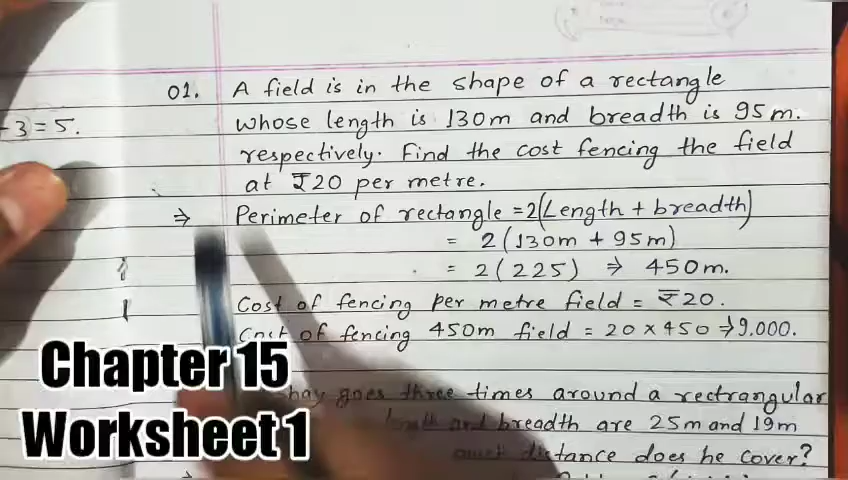 01. A field is in the shape of a rectangle
-3)=5.
whose length is 130m and breadth is 95m.
respectively. Find the cost fencing the field
at ₹20 per metre.
⇒ Perimeter of rectangle = 2(Length + breadth)
= 2(130m + 95m)
= 2(225) ⇒ 450m.
Cost of fencing per metre field = ₹20.
Cost of fencing 450m field = 20 × 450 ⇒ 9.000.
Chapter 15
goes three times around a rectrangular
Worksheet 1
length and breadth are 25m and 19m
distance does he cover?